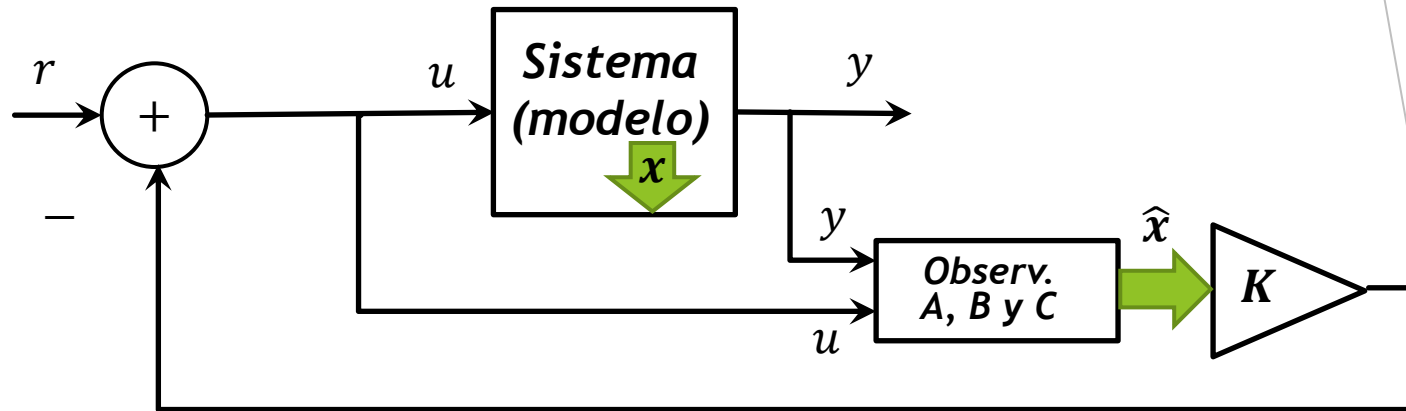 r
+
−
u
Sistema
(modelo)
x
y
y
u
Observ.
A, B y C
x̂
K